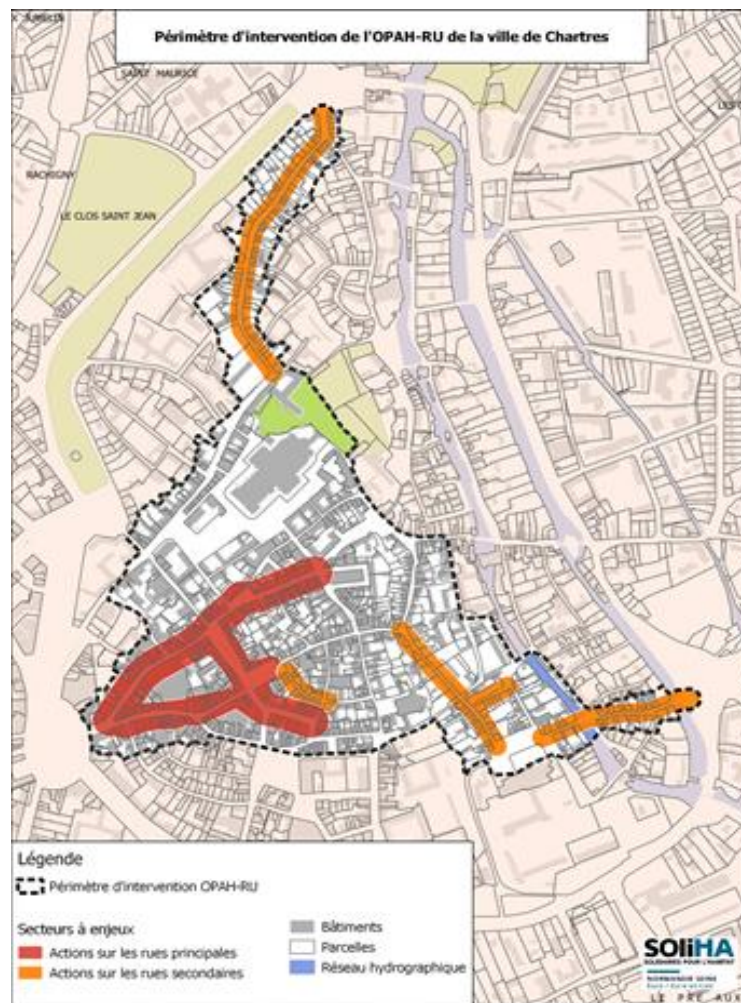 Périmètre d'intervention de l'OPAH-RU de la ville de Chartres
SAINT MAURICE
RACHIGNY
LE CLOS SAINT JEAN
Légende
Périmètre d'intervention OPAH-RU
Secteurs à enjeux
Actions sur les rues principales
Actions sur les rues secondaires
Bâtiments
Parcelles
Réseau hydrographique
SOLiHA
SOLIDAIRES POUR L'HABITAT
NORMANDIE SEINE